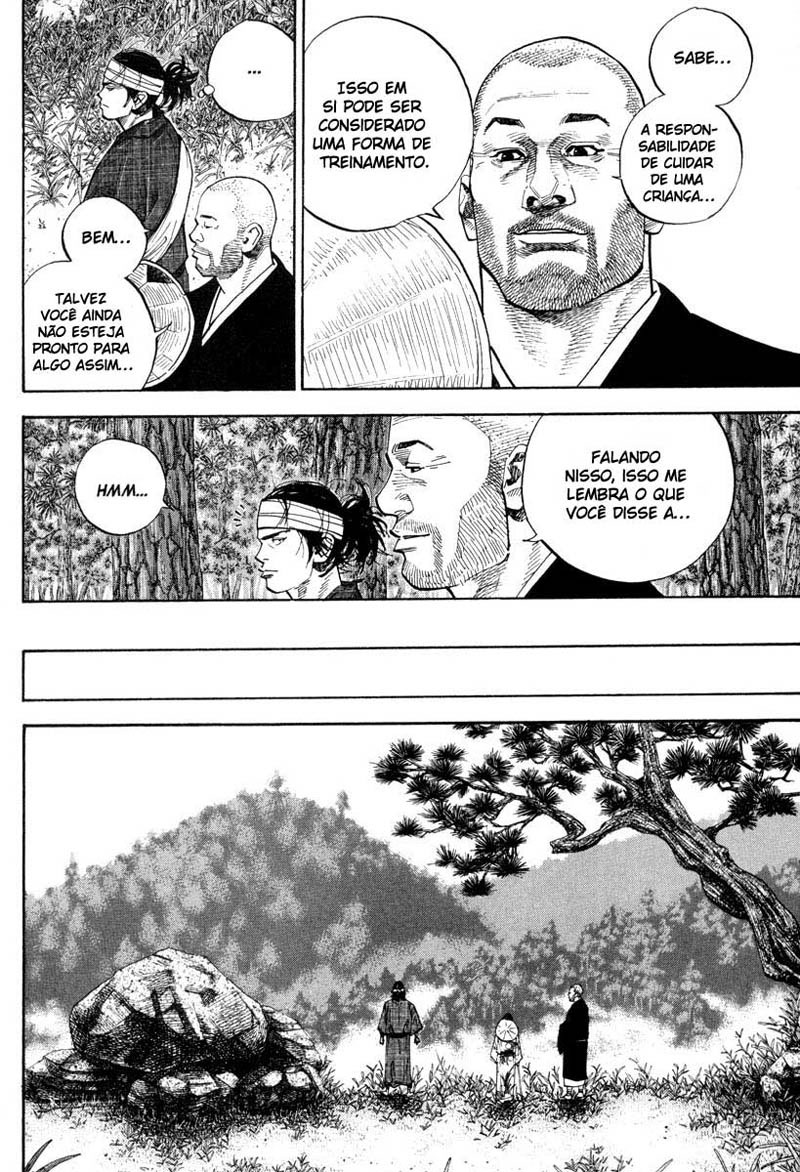 SABE...
A RESPON-
SABILIDADE
DE CUIDAR
DE UMA
CRIANÇA...
ISSO EM
SI PODE SER
CONSIDERADO
UMA FORMA DE
TREINAMENTO.
...
BEM...
TALVEZ
VOCÊ AINDA
NÃO ESTEJA
PRONTO PARA
ALGO ASSIM...
FALANDO
NISSO, ISSO ME
LEMBRA O QUE
VOCÊ DISSE A...
HMM...